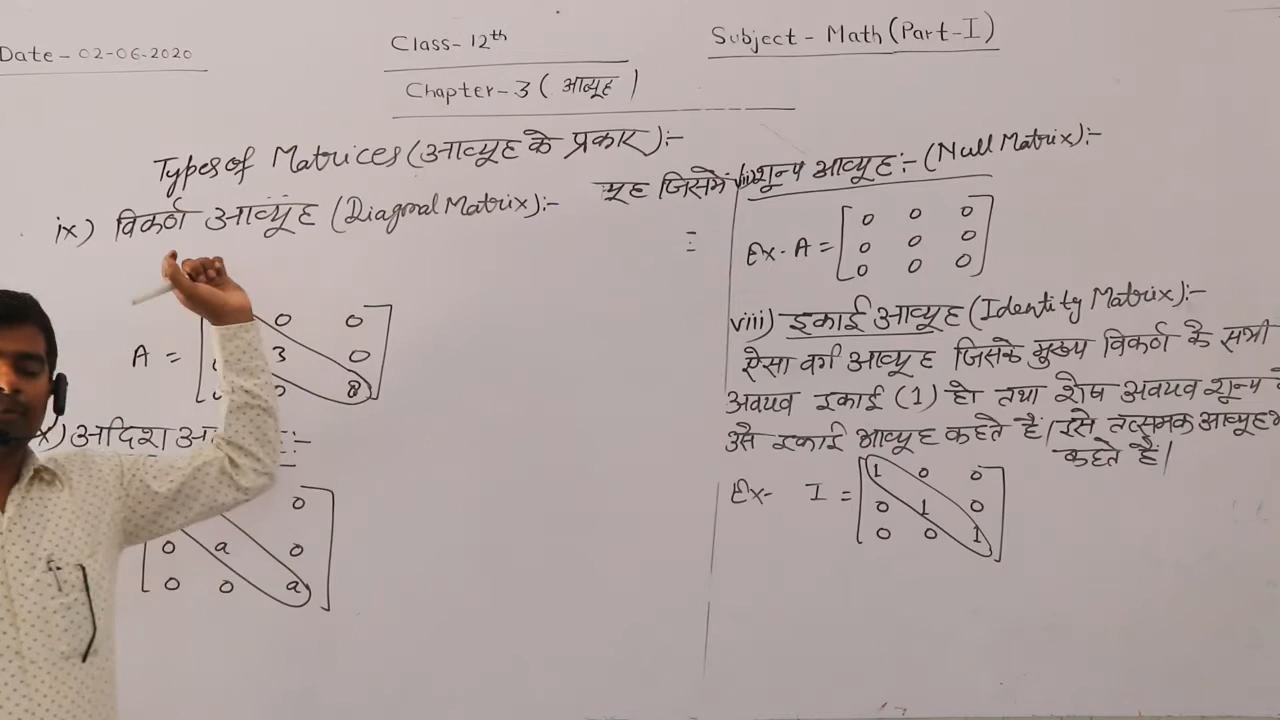 Date - 02-06-2020
Class- 12th
Subject - Math (Part-I)
Chapter-3 ( आव्यूह )
Types of Matrices (आव्यूह के प्रकार):-
ix) विकर्ण आव्यूह (Diagonal Matrix):-
A =
0 0
3 0
8
x) अदिश
0
0 a 0
0 0 a
यूह जिसमें
vii) शून्य आव्यूह:- (Null Matrix):-
Ex- A = [ 0 0 0
0 0 0
0 0 0 ]
viii) इकाई आव्यूह (Identity Matrix):-
ऐसा वर्ग आव्यूह जिसके मुख्य विकर्ण के सभी
अवयव इकाई (1) हो तथा शेष अवयव शून्य
उसे इकाई आव्यूह कहते हैं। इसे तत्समक आव्यूह
कहते हैं।
Ex- I = [ 1 0 0
0 1 0
0 0 1 ]